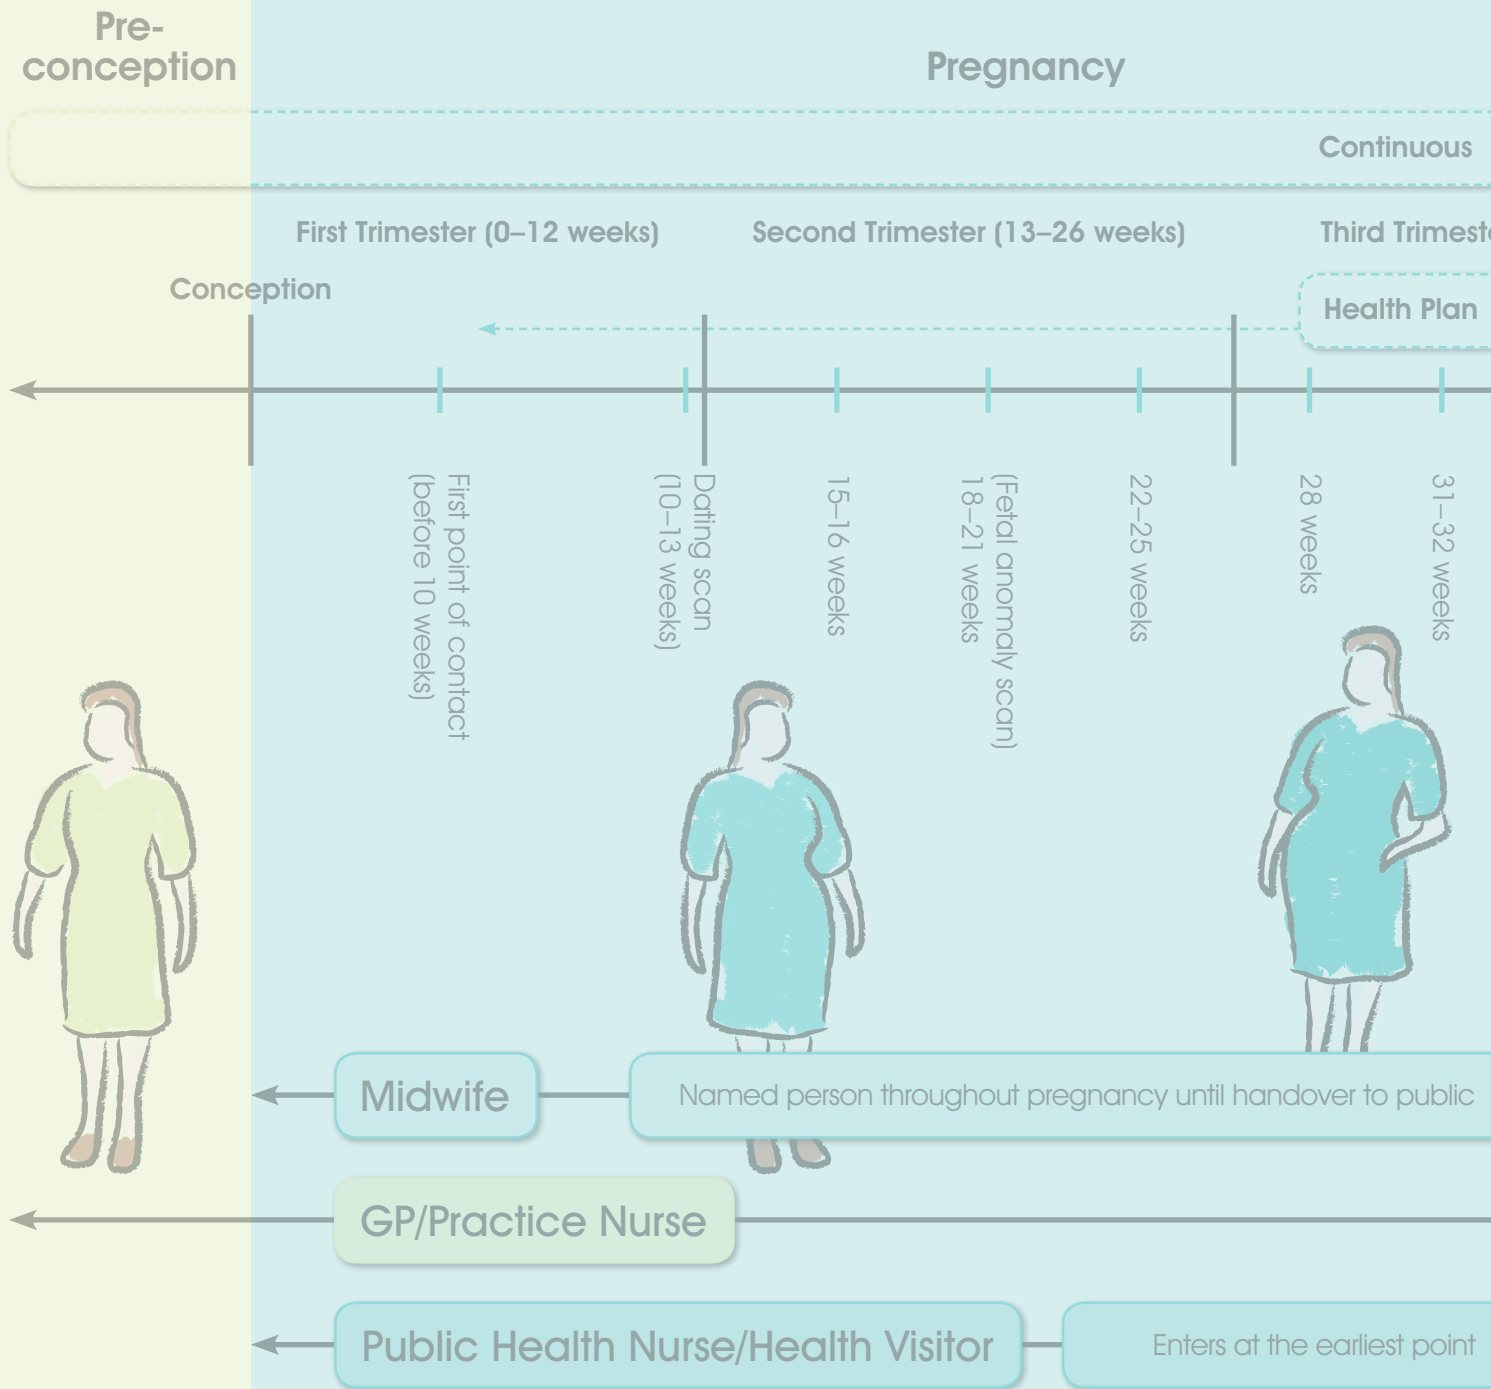 Pre-
conception
Pregnancy
Continuous
First Trimester (0–12 weeks)
Second Trimester (13–26 weeks)
Third Trimest
Conception
Health Plan
First point of contact
(before 10 weeks)
Dating scan
(10–13 weeks)
15–16 weeks
(Fetal anomaly scan)
18–21 weeks
22–25 weeks
28 weeks
31–32 weeks
Midwife
Named person throughout pregnancy until handover to public
GP/Practice Nurse
Public Health Nurse/Health Visitor
Enters at the earliest point